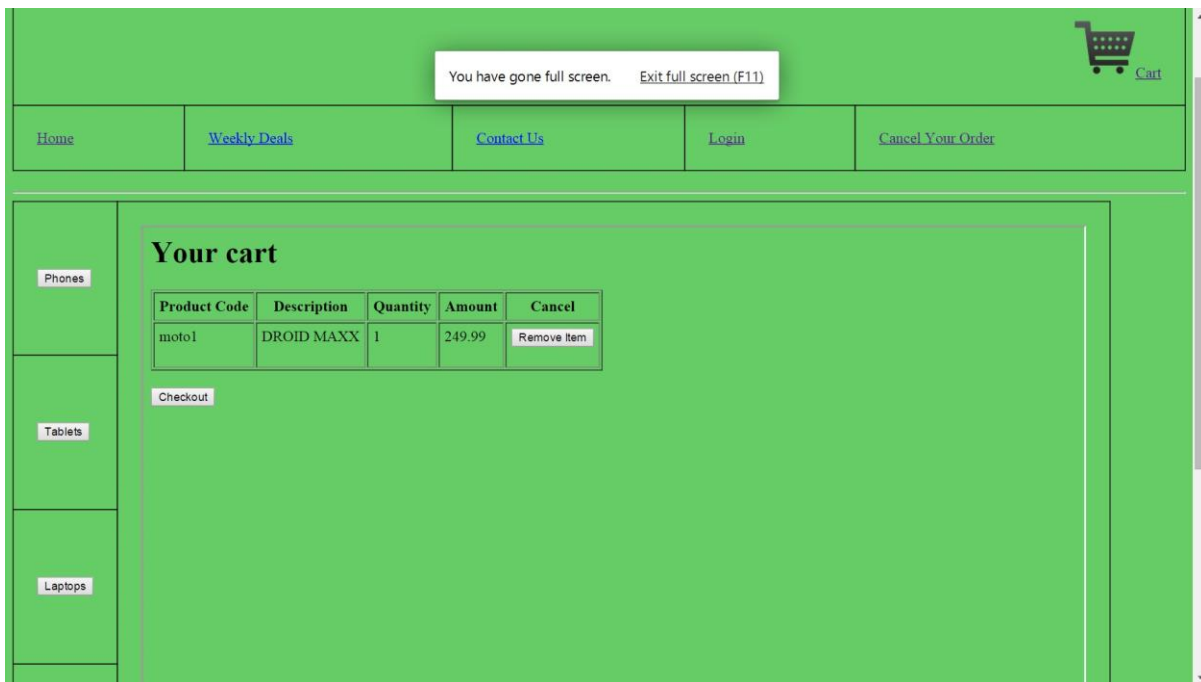 You have gone full screen. Exit full screen (F11)
Cart
Home Weekly Deals Contact Us Login Cancel Your Order
Phones
Tablets
Laptops
Your cart
Product Code Description Quantity Amount Cancel
moto1 DROID MAXX 1 249.99 Remove Item
Checkout